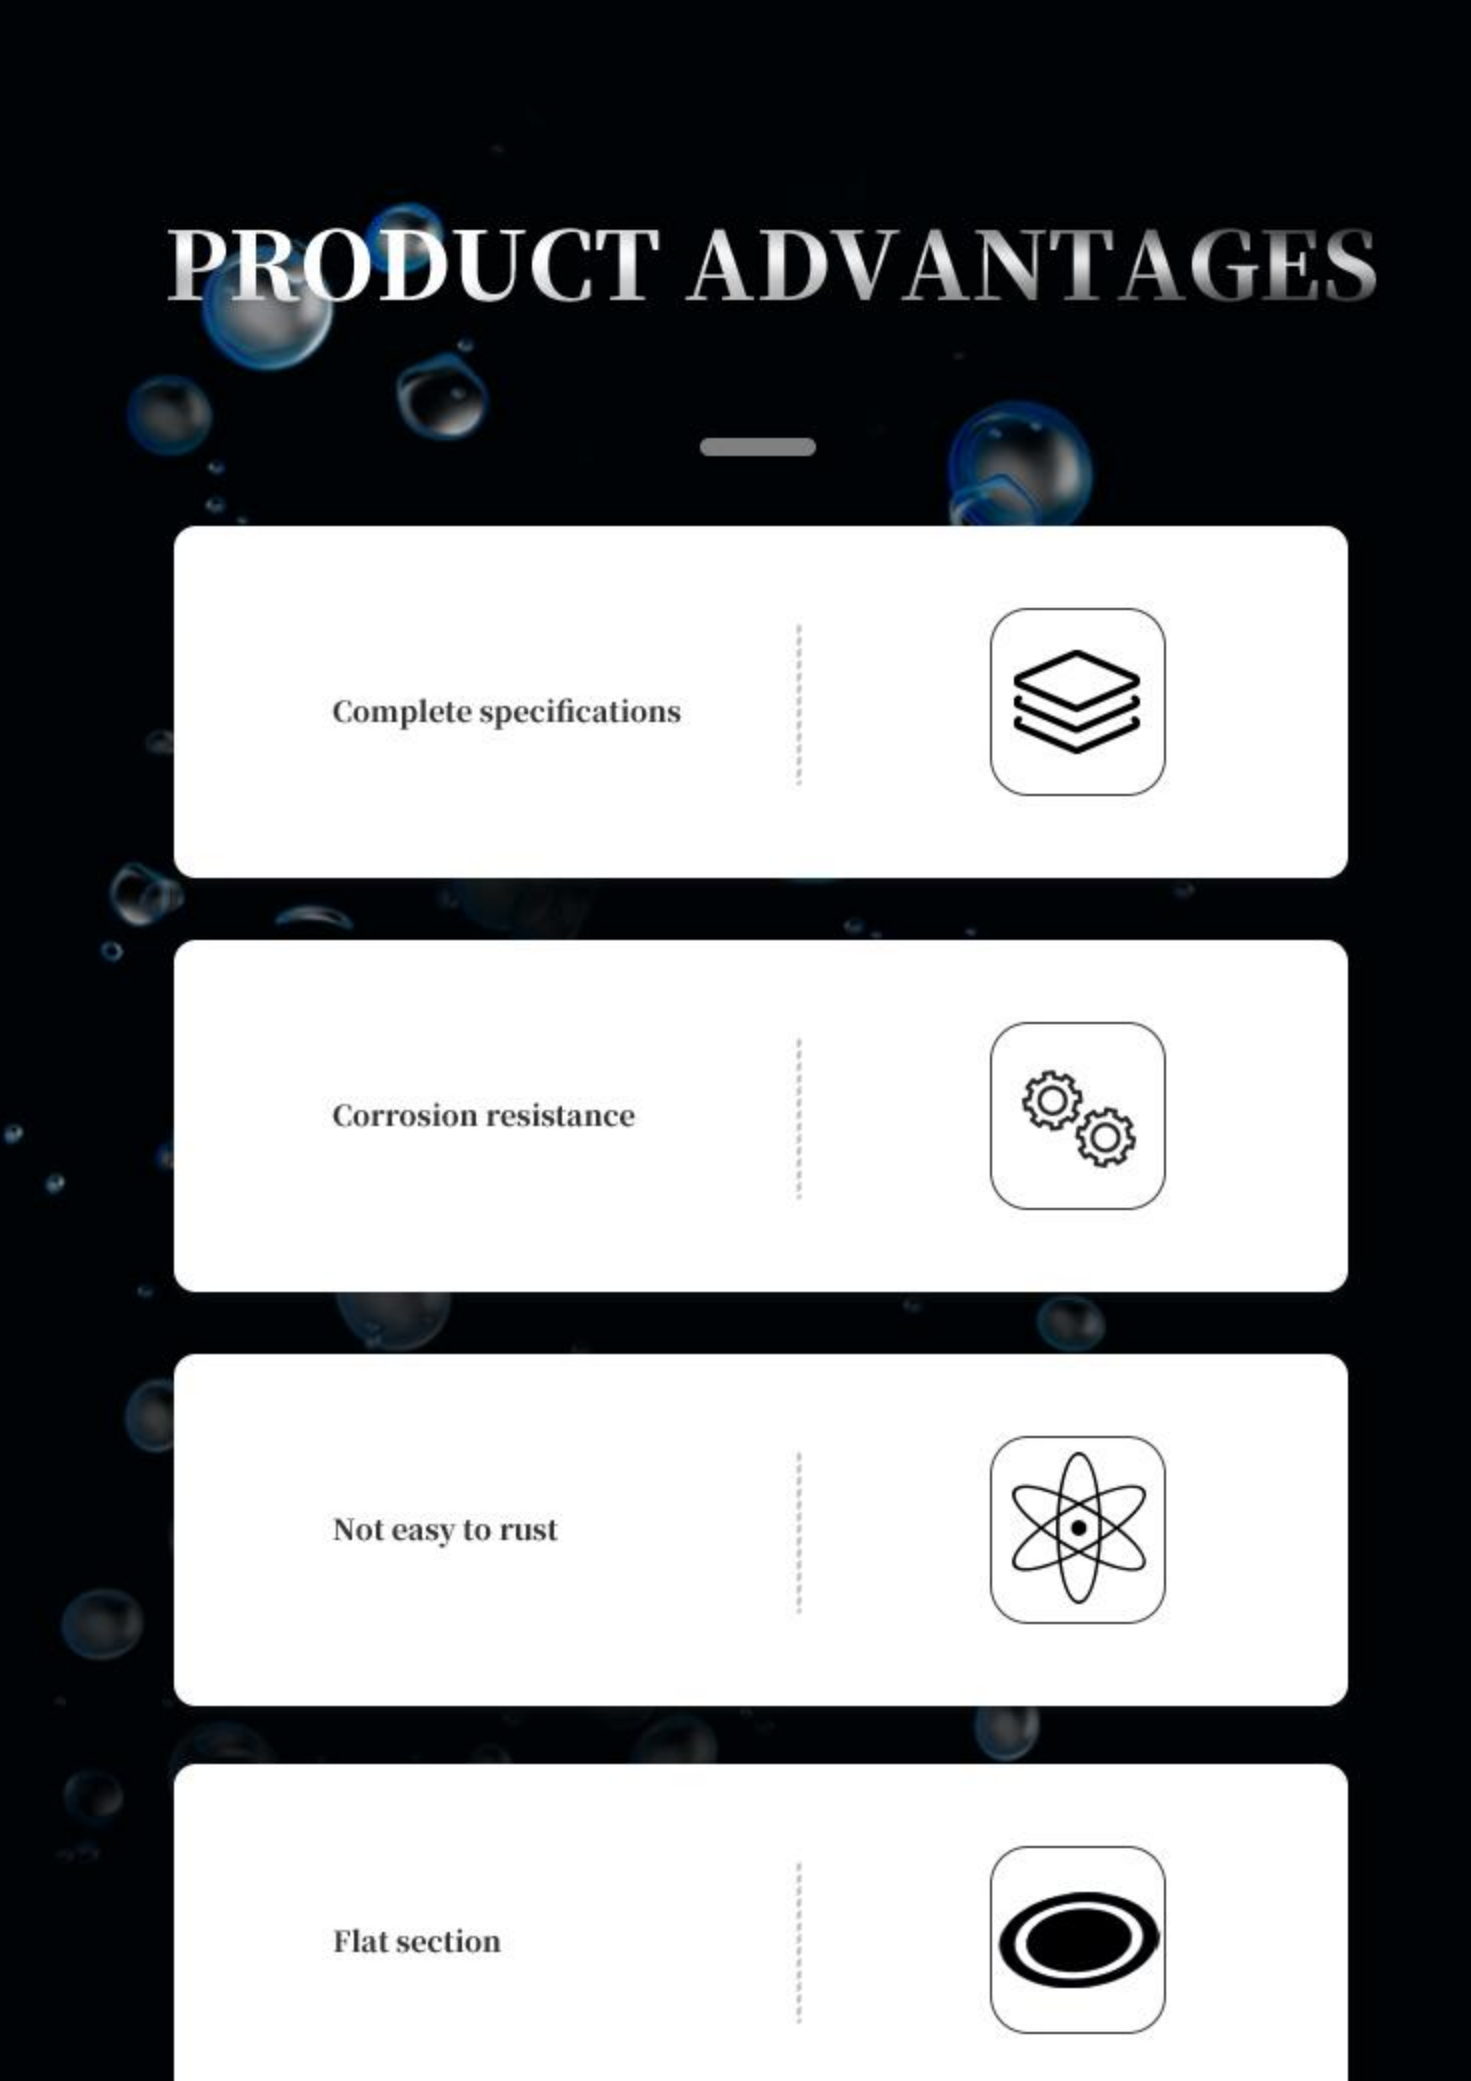 PRODUCT ADVANTAGES
Complete specifications
Corrosion resistance
Not easy to rust
Flat section